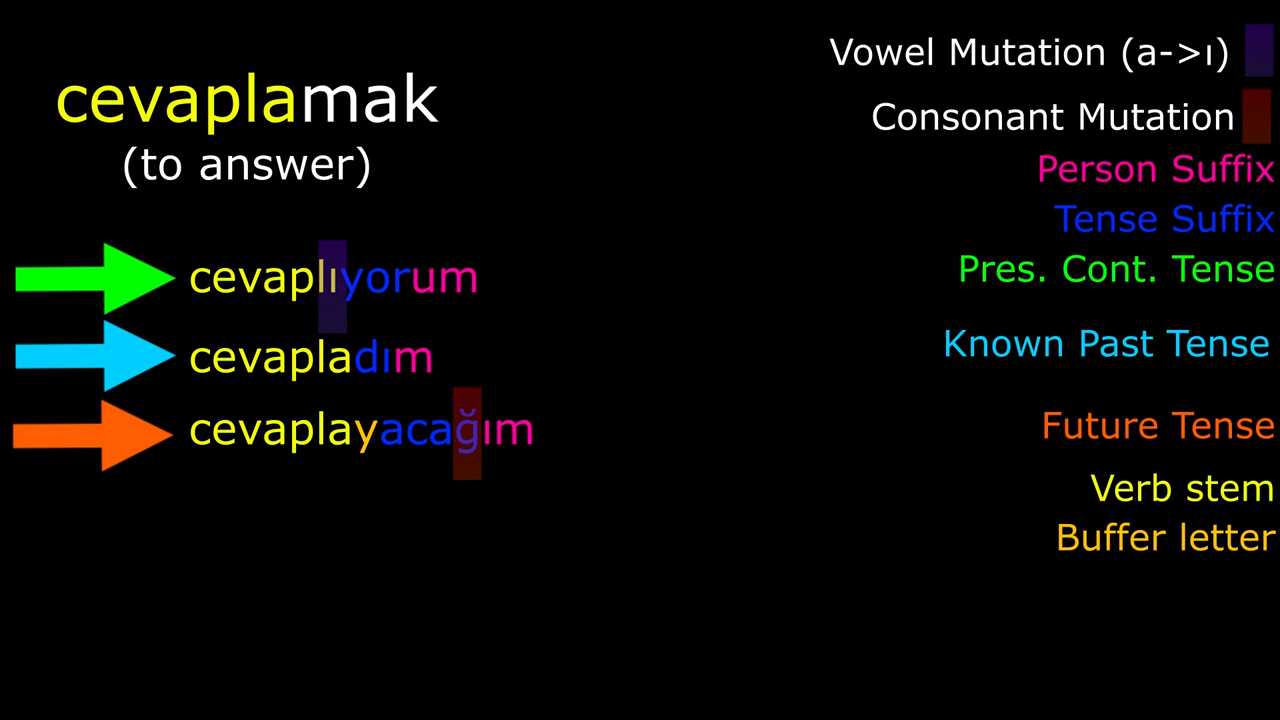 cevaplamak
(to answer)
cevaplıyorum
cevapladım
cevaplayacağım
Vowel Mutation (a->ı)
Consonant Mutation
Person Suffix
Tense Suffix
Pres. Cont. Tense
Known Past Tense
Future Tense
Verb stem
Buffer letter